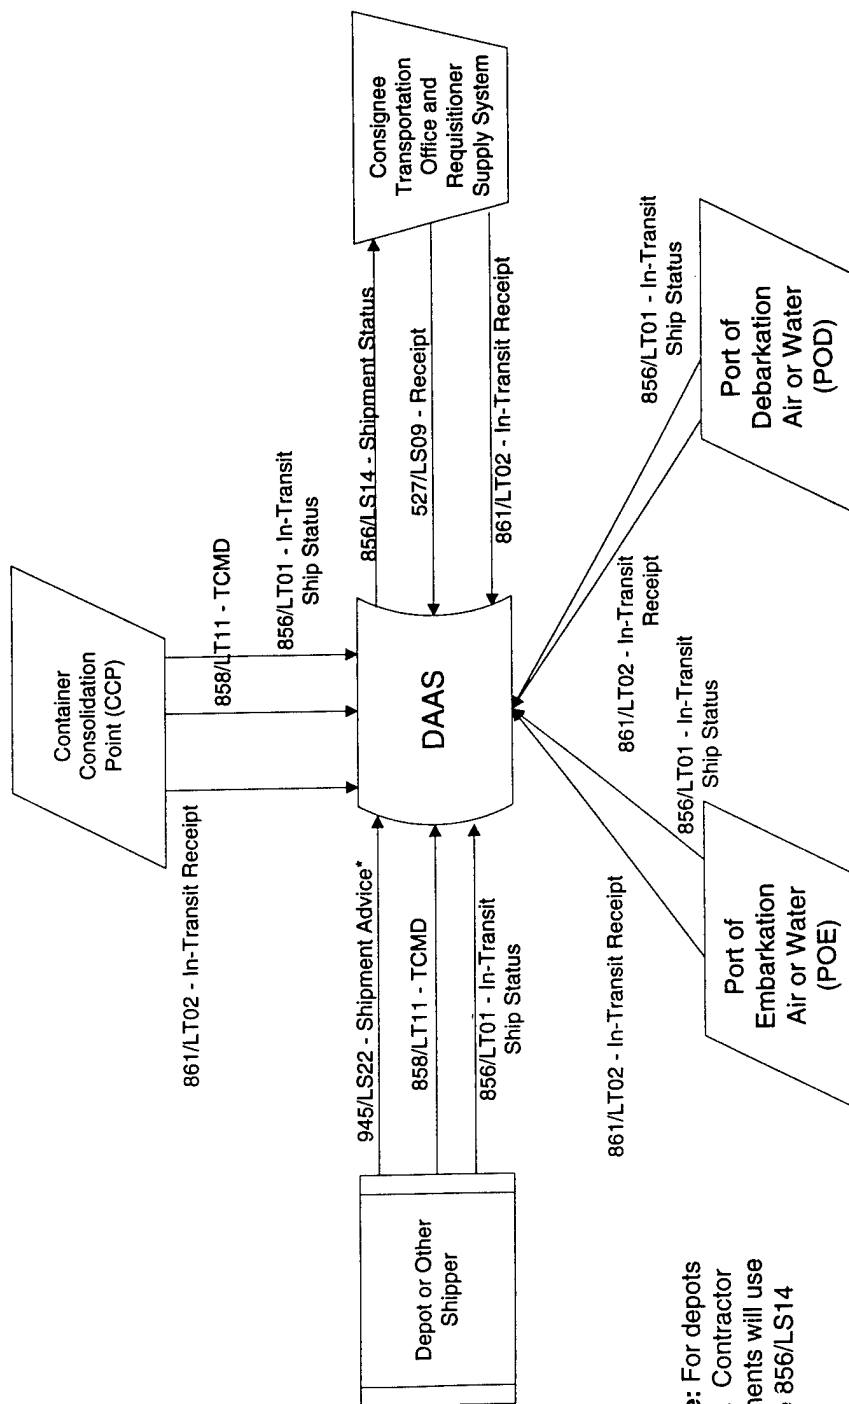 Container
Consolidation
Point (CCP)
861/LT02 - In-Transit Receipt
858/LT11 - TCMD
856/LT01 - In-Transit
Ship Status
Depot or Other
Shipper
945/LS22 - Shipment Advice*
858/LT11 - TCMD
856/LT01 - In-Transit
Ship Status
DAAS
856/LS14 - Shipment Status
527/LS09 - Receipt
861/LT02 - In-Transit Receipt
Consignee
Transportation
Office and
Requisitioner
Supply System
861/LT02 - In-Transit Receipt
856/LT01 - In-Transit
Ship Status
861/LT02 - In-Transit
Receipt
856/LT01 - In-Transit
Ship Status
Port of
Embarkation
Air or Water
(POE)
Port of
Debarkation
Air or Water
(POD)
For depots
Contractor
will use
856/LS14